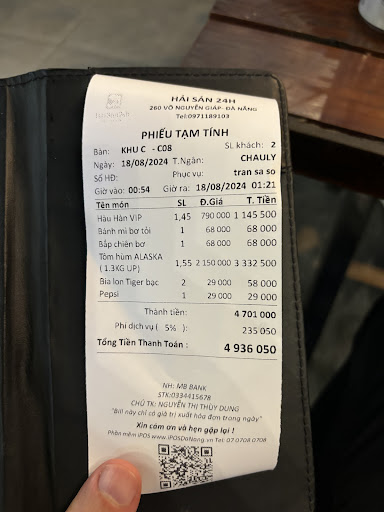 HẢI SẢN 24H
260 VÕ NGUYÊN GIÁP- ĐÀ NẴNG
Tel:0971189103
PHIẾU TẠM TÍNH
Bàn: KHU C - C08 SL khách: 2
Ngày: 18/08/2024 T.Ngân: CHAULY
Số HĐ: Phục vụ: tran sa so
Giờ vào: 00:54 Giờ ra: 18/08/2024 01:21
Tên món SL Đ.Giá T. Tiền
Hàu Hàn VIP 1,45 790 000 1 145 500
Bánh mì bơ tỏi 1 68 000 68 000
Bắp chiên bơ 1 68 000 68 000
Tôm hùm ALASKA 1,55 2 150 000 3 332 500
( 1.3KG UP)
Bia lon Tiger bạc 2 29 000 58 000
Pepsi 1 29 000 29 000
Thành tiền: 4 701 000
Phí dịch vụ ( 5% ): 235 050
Tổng Tiền Thanh Toán : 4 936 050
NH: MB BANK
STK:0334415678
CHỦ TK: NGUYỄN THỊ THÙY DUNG
"Bill này chỉ có giá trị xuất hóa đơn trong ngày"
Xin cảm ơn và hẹn gặp lại !
Phần mềm iPOS www.iPOSDaNang.vn Tel: 07 0708 0708